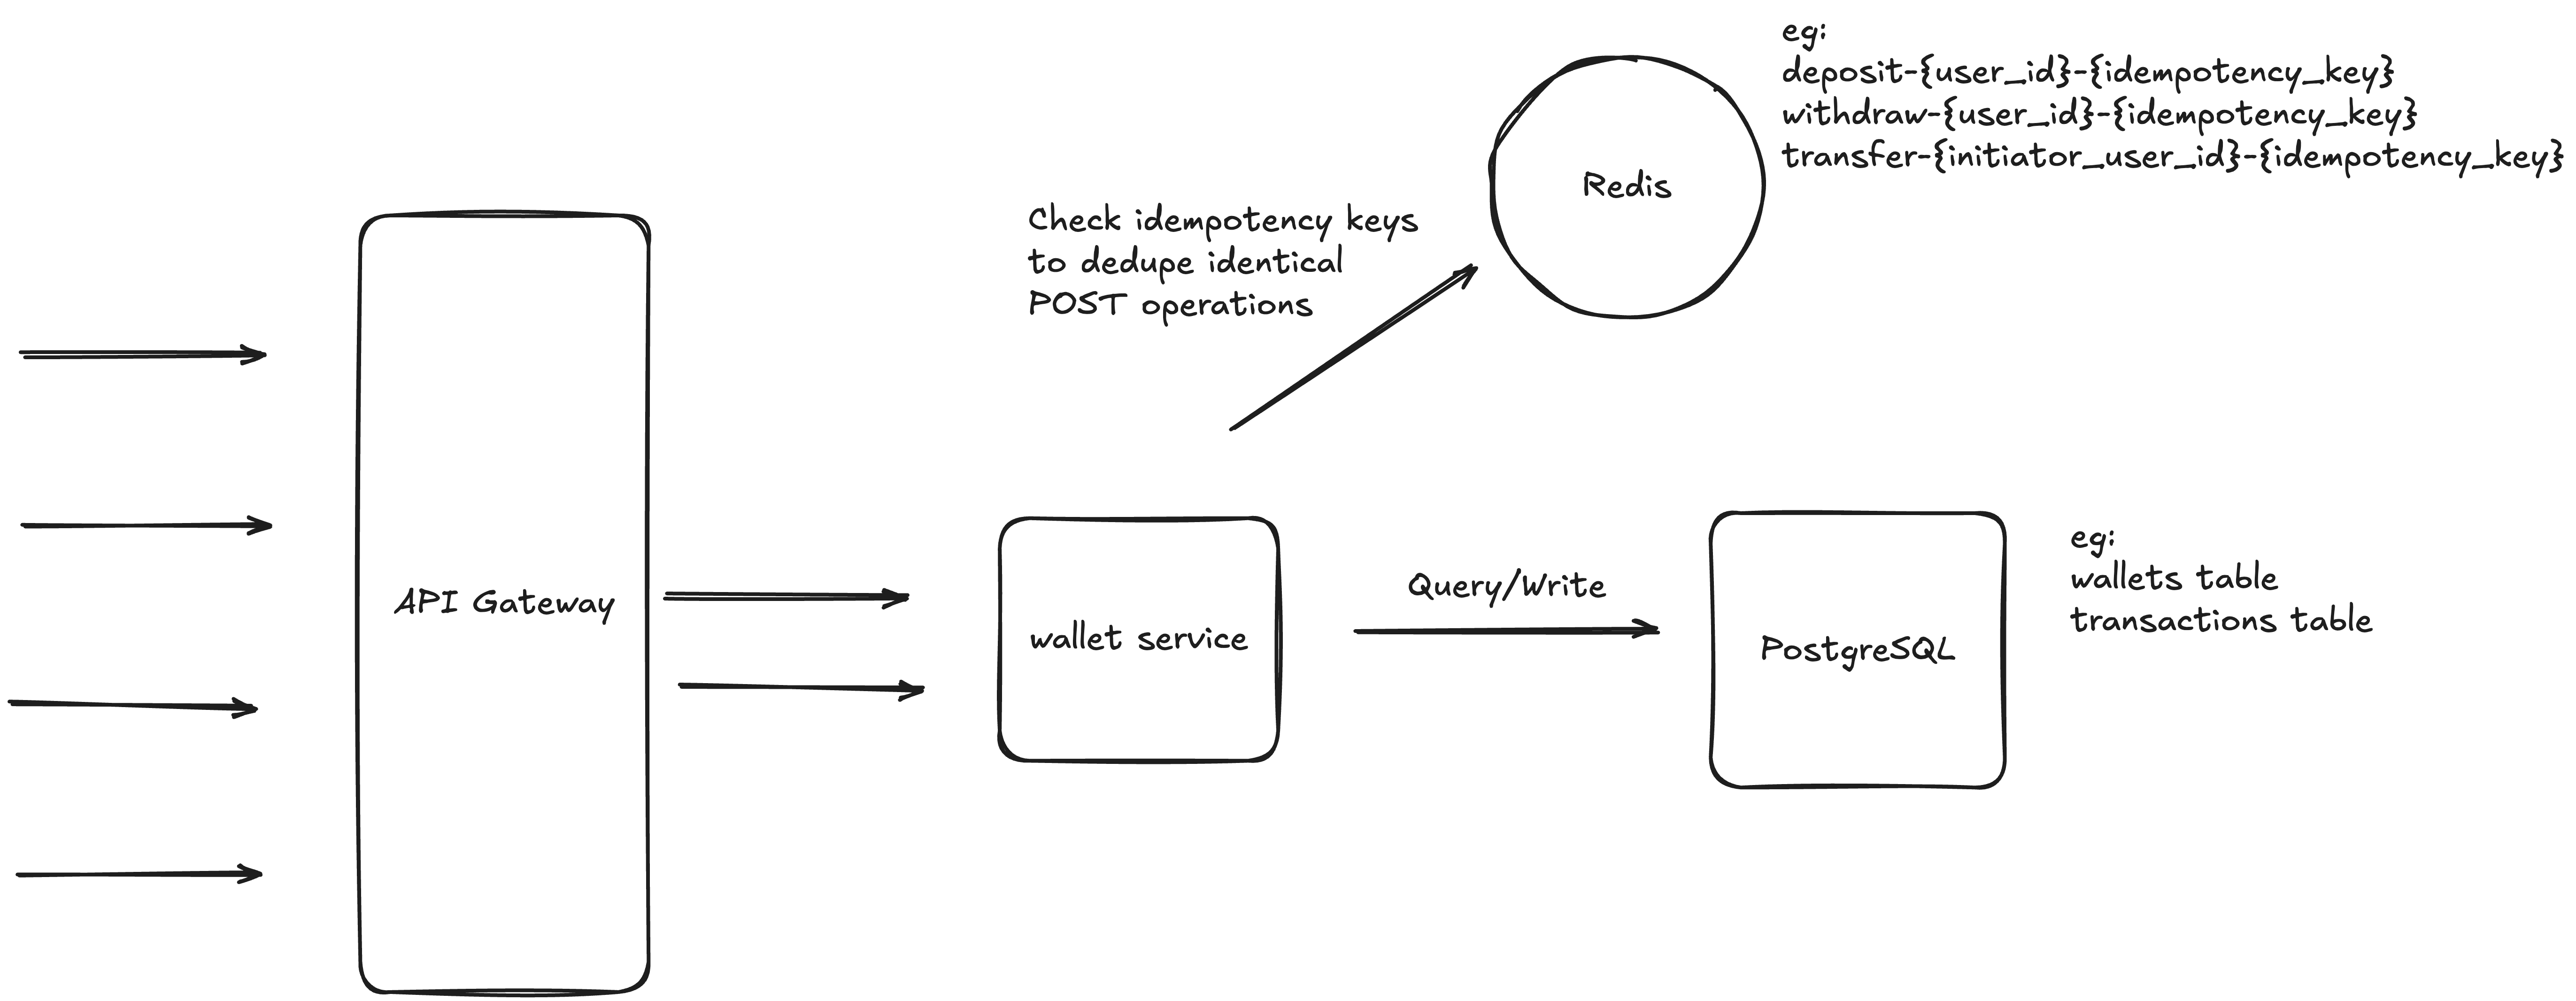 eg:
deposit-{user_id}-{idempotency_key}
withdraw-{user_id}-{idempotency_key}
transfer-{initiator_user_id}-{idempotency_key}
Redis
Check idempotency keys
to dedupe identical
POST operations
API Gateway
wallet service
Query/Write
PostgreSQL
eg:
wallets table
transactions table